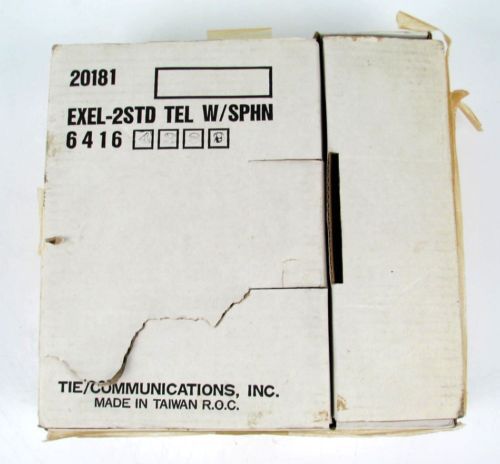 20181
EXEL-2STD TEL W/SPHN
6416
TIE/COMMUNICATIONS, INC.
MADE IN TAIWAN R.O.C.